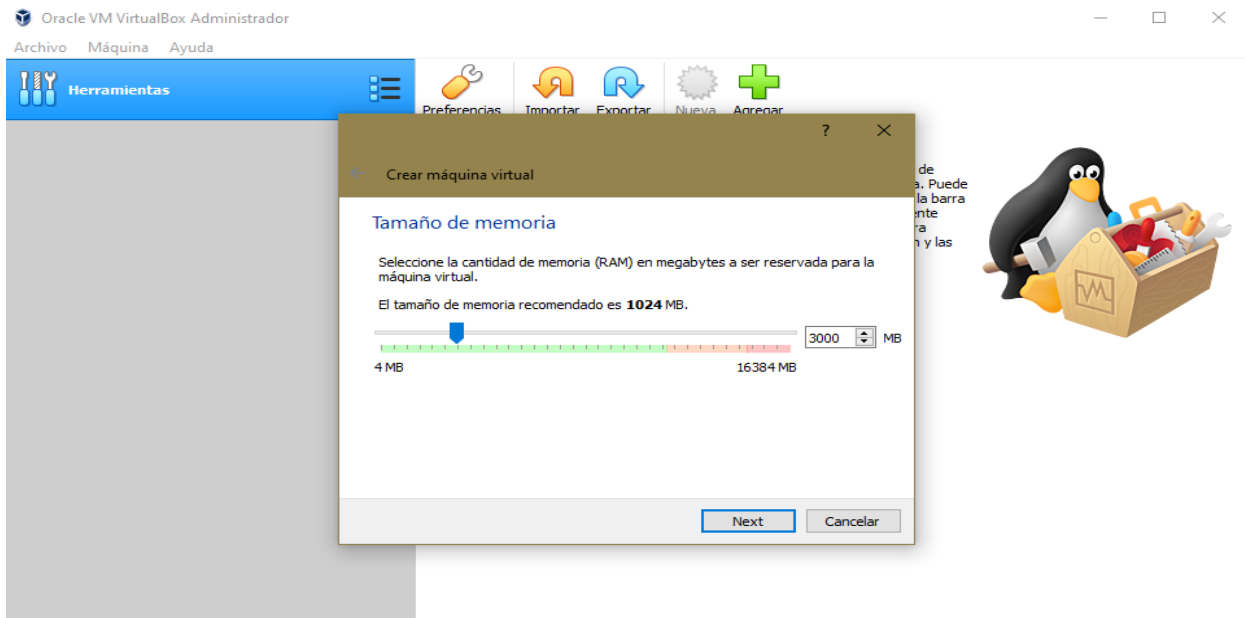 Oracle VM VirtualBox Administrador
Archivo Máquina Ayuda
Herramientas
Preferencias Importar Exportar Nueva Agregar
?
Crear máquina virtual
de
a. Puede
la barra
ente
ra
n y las
Tamaño de memoria
Seleccione la cantidad de memoria (RAM) en megabytes a ser reservada para la
máquina virtual.
El tamaño de memoria recomendado es 1024 MB.
3000 MB
4 MB 16384 MB
Next Cancelar